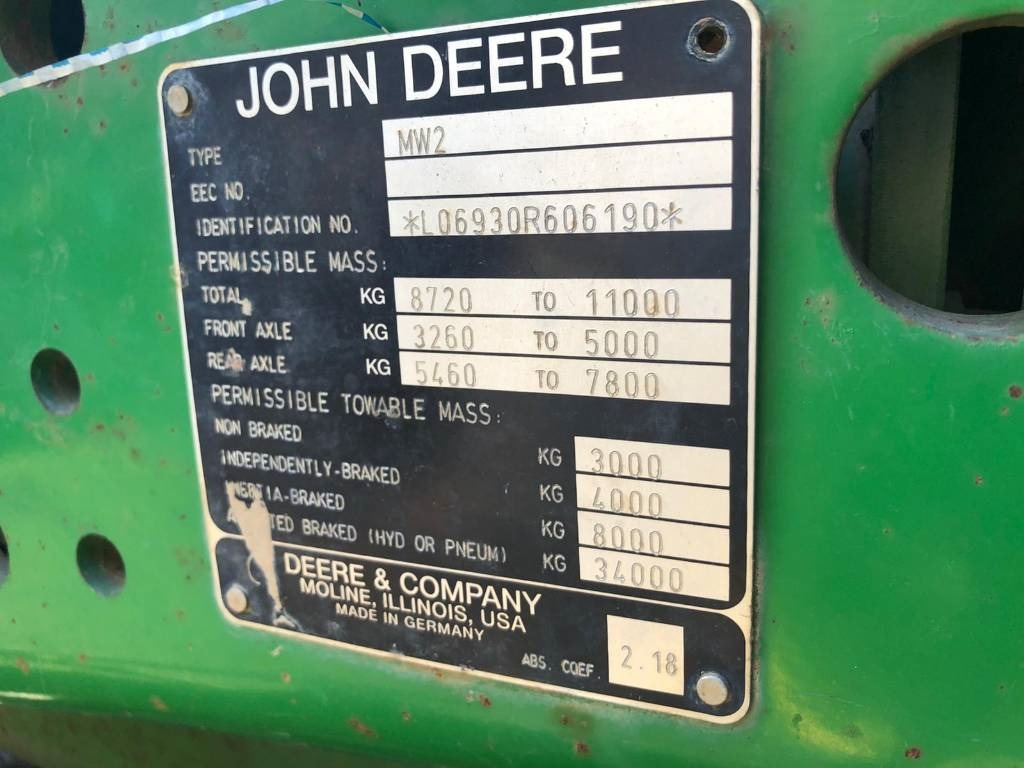 JOHN DEERE
TYPE MW2
EEC NO.
IDENTIFICATION NO. *L06930R606190*
PERMISSIBLE MASS:
TOTAL KG 8720 TO 11000
FRONT AXLE KG 3260 TO 5000
REAR AXLE KG 5460 TO 7800
PERMISSIBLE TOWABLE MASS:
NON BRAKED KG 3000
INDEPENDENTLY-BRAKED KG 4000
INERTIA-BRAKED KG 8000
ASSISTED BRAKED (HYD OR PNEUM) KG 34000
DEERE & COMPANY
MOLINE, ILLINOIS, USA
MADE IN GERMANY
ABS. COEF. 2.18